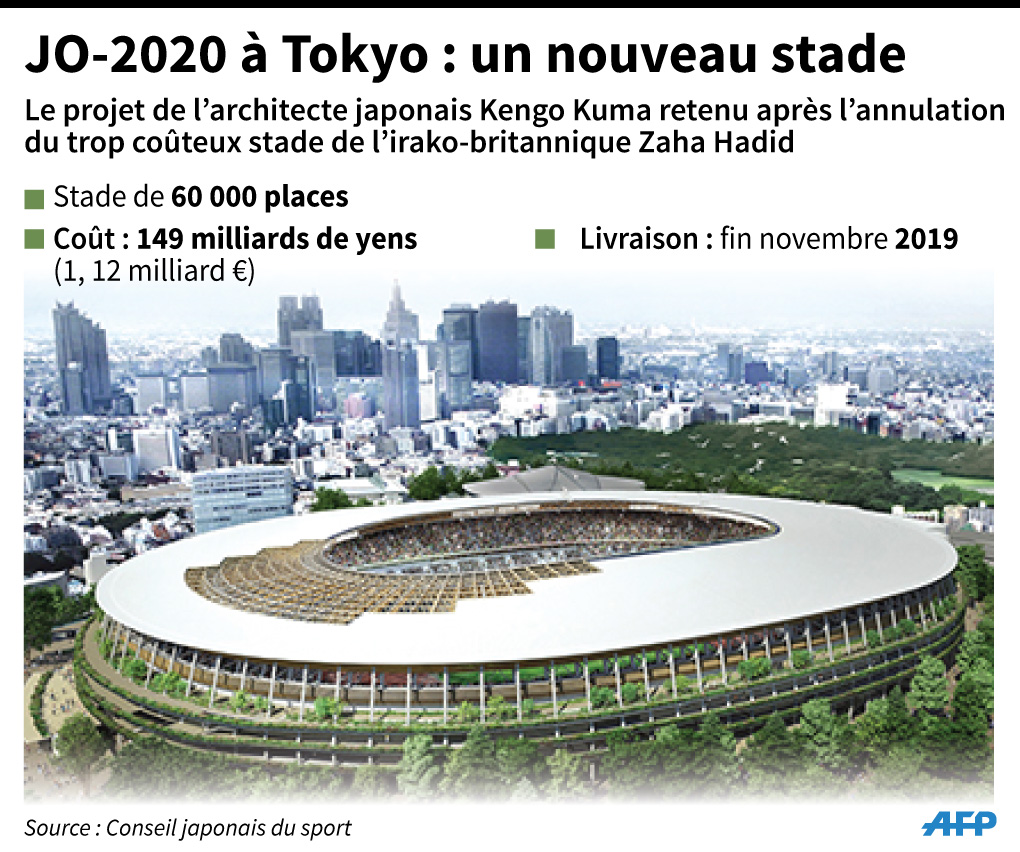 JO-2020 à Tokyo : un nouveau stade
Le projet de l’architecte japonais Kengo Kuma retenu après l’annulation
du trop coûteux stade de l’irako-britannique Zaha Hadid
Stade de 60 000 places
Coût : 149 milliards de yens
(1, 12 milliard €)
Livraison : fin novembre 2019
Source : Conseil japonais du sport
AFP